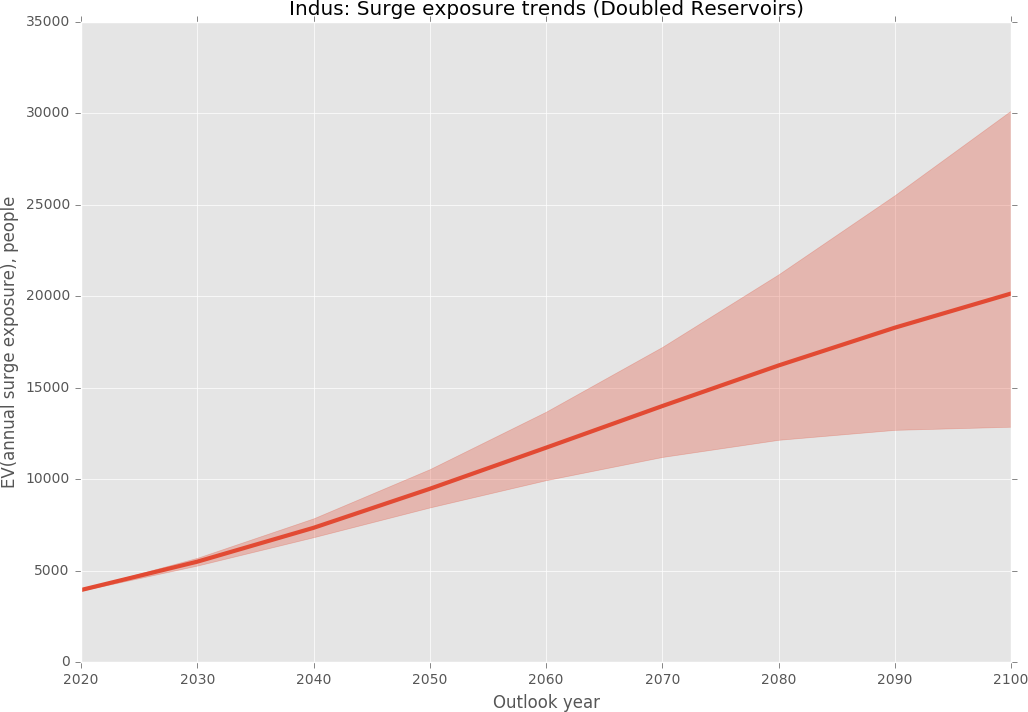 Indus: Surge exposure trends (Doubled Reservoirs)
35000
30000
25000
20000
15000
10000
5000
0
EV(annual surge exposure), people
2020 2030 2040 2050 2060 2070 2080 2090 2100
Outlook year